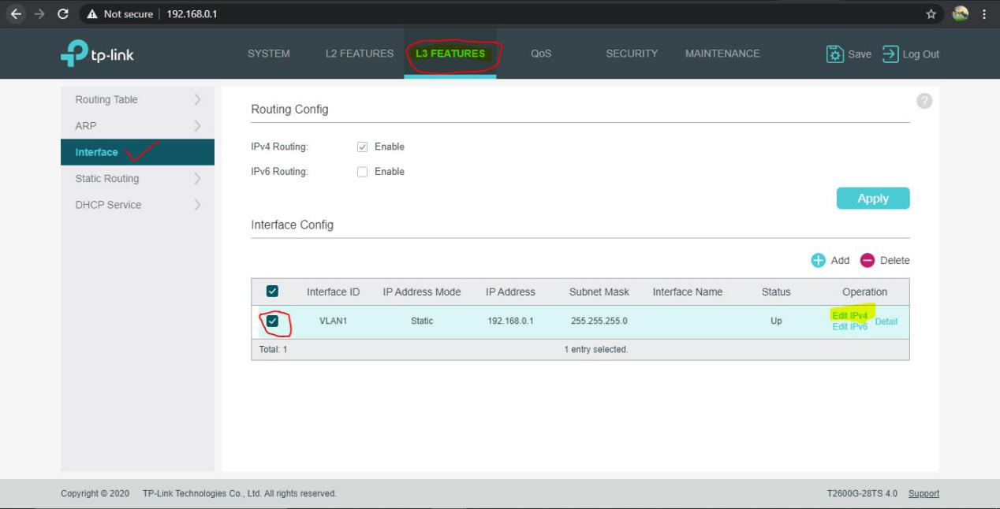 Not secure 192.168.0.1
tp-link
SYSTEM L2 FEATURES L3 FEATURES QoS SECURITY MAINTENANCE Save Log Out
Routing Table
ARP
Interface
Static Routing
DHCP Service
Routing Config
?
IPv4 Routing: Enable
IPv6 Routing: Enable
Apply
Interface Config
Add Delete
Interface ID IP Address Mode IP Address Subnet Mask Interface Name Status Operation
VLAN1 Static 192.168.0.1 255.255.255.0 Up Edit IPv4 Detail
Edit IPv6
Total: 1 1 entry selected.
Copyright © 2020 TP-Link Technologies Co., Ltd. All rights reserved. T2600G-28TS 4.0 Support